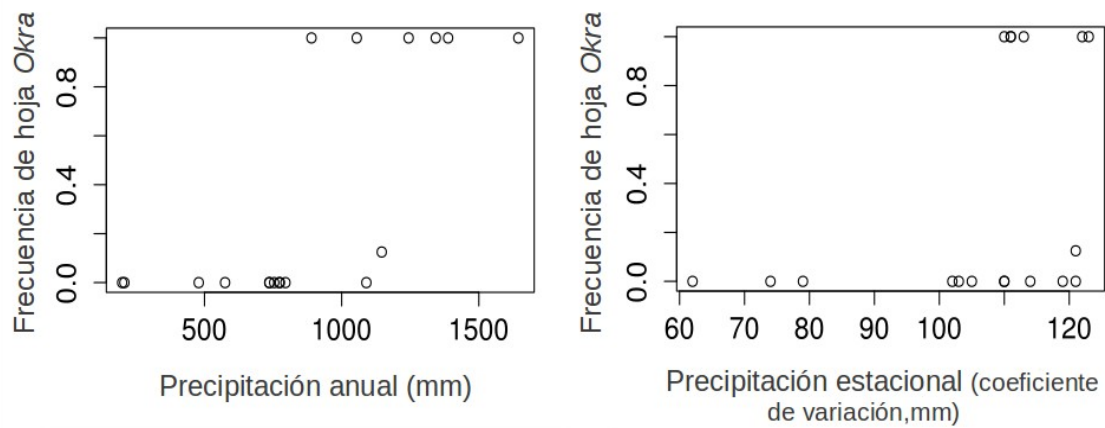 Frecuencia de hoja Okra
0.0 0.4 0.8
500 1000 1500
Precipitación anual (mm)
Frecuencia de hoja Okra
0.0 0.4 0.8
60 70 80 90 100 120
Precipitación estacional (coeficiente
de variación,mm)